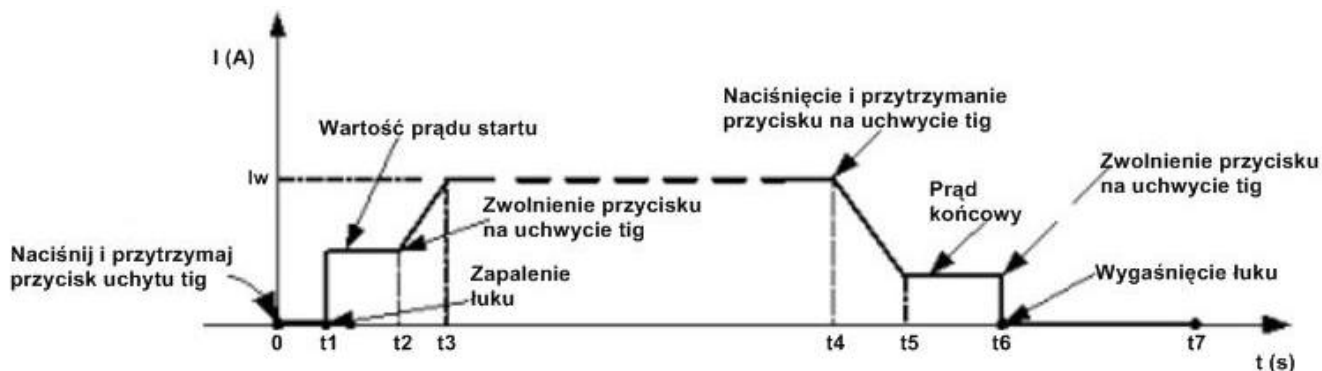 I (A)
Wartość prądu startu
Naciśnięcie i przytrzymanie
przycisku na uchwycie tig
Iw
Zwolnienie przycisku
na uchwycie tig
Prąd
końcowy
Zwolnienie przycisku
na uchwycie tig
Naciśnij i przytrzymaj
przycisk uchytu tig
Zapalenie
łuku
Wygaśnięcie łuku
0
t1
t2
t3
t4
t5
t6
t7
t (s)